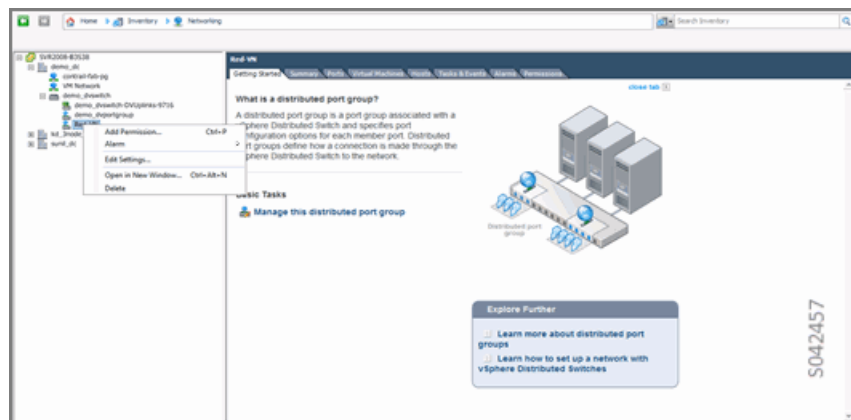 Home
Inventory
Networking
Search Inventory
SVR2008-B3S28
demo_dc
contrail-fab-pg
VM Network
demo_dvswitch
demo_dvswitch-DVUplinks-9716
demo_dvportgroup
sunil_dc
Add Permission... Ctrl+P
Alarm
Edit Settings...
Open in New Window... Ctrl+Alt+N
Delete
Red-VN
Getting Started Summary Ports Virtual Machines Hosts Tasks & Events Alarms Permissions
close tab
What is a distributed port group?
A distributed port group is a port group associated with a
vSphere Distributed Switch and specifies port
configuration options for each member port. Distributed
port groups define how a connection is made through the
vSphere Distributed Switch to the network.
Basic Tasks
Manage this distributed port group
Distributed port
group
Explore Further
Learn more about distributed port
groups
Learn how to set up a network with
vSphere Distributed Switches
S042457